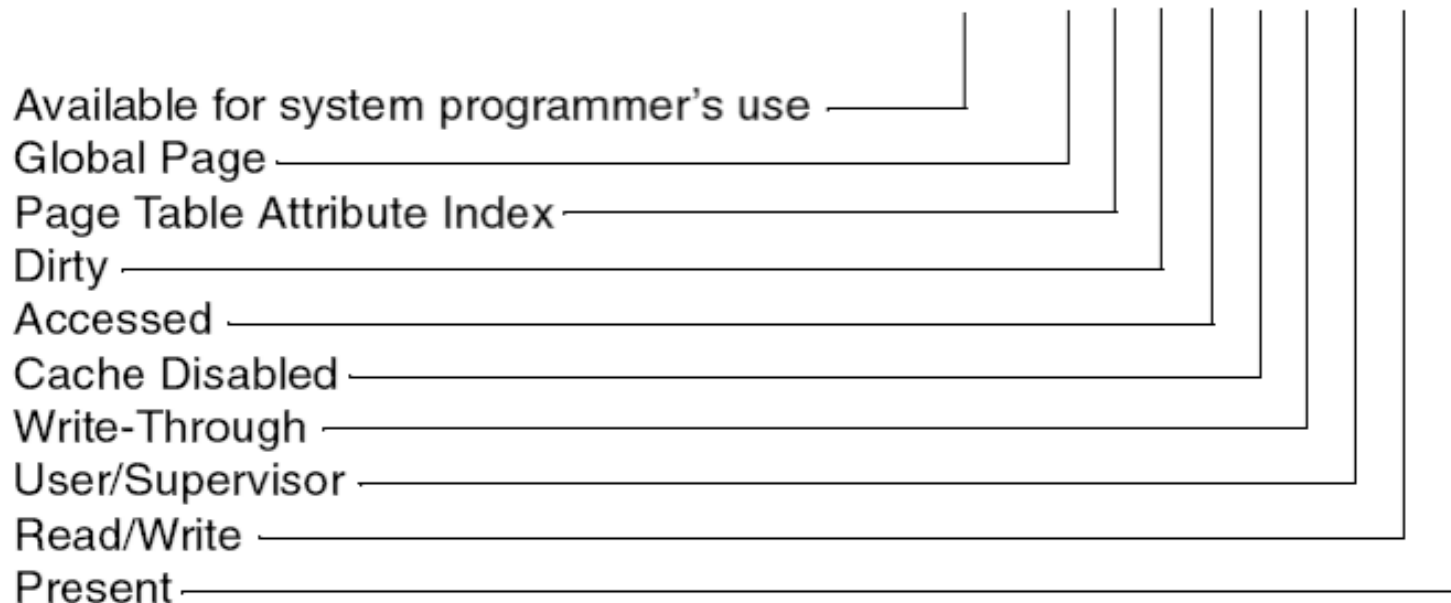 Available for system programmer’s use
Global Page
Page Table Attribute Index
Dirty
Accessed
Cache Disabled
Write-Through
User/Supervisor
Read/Write
Present